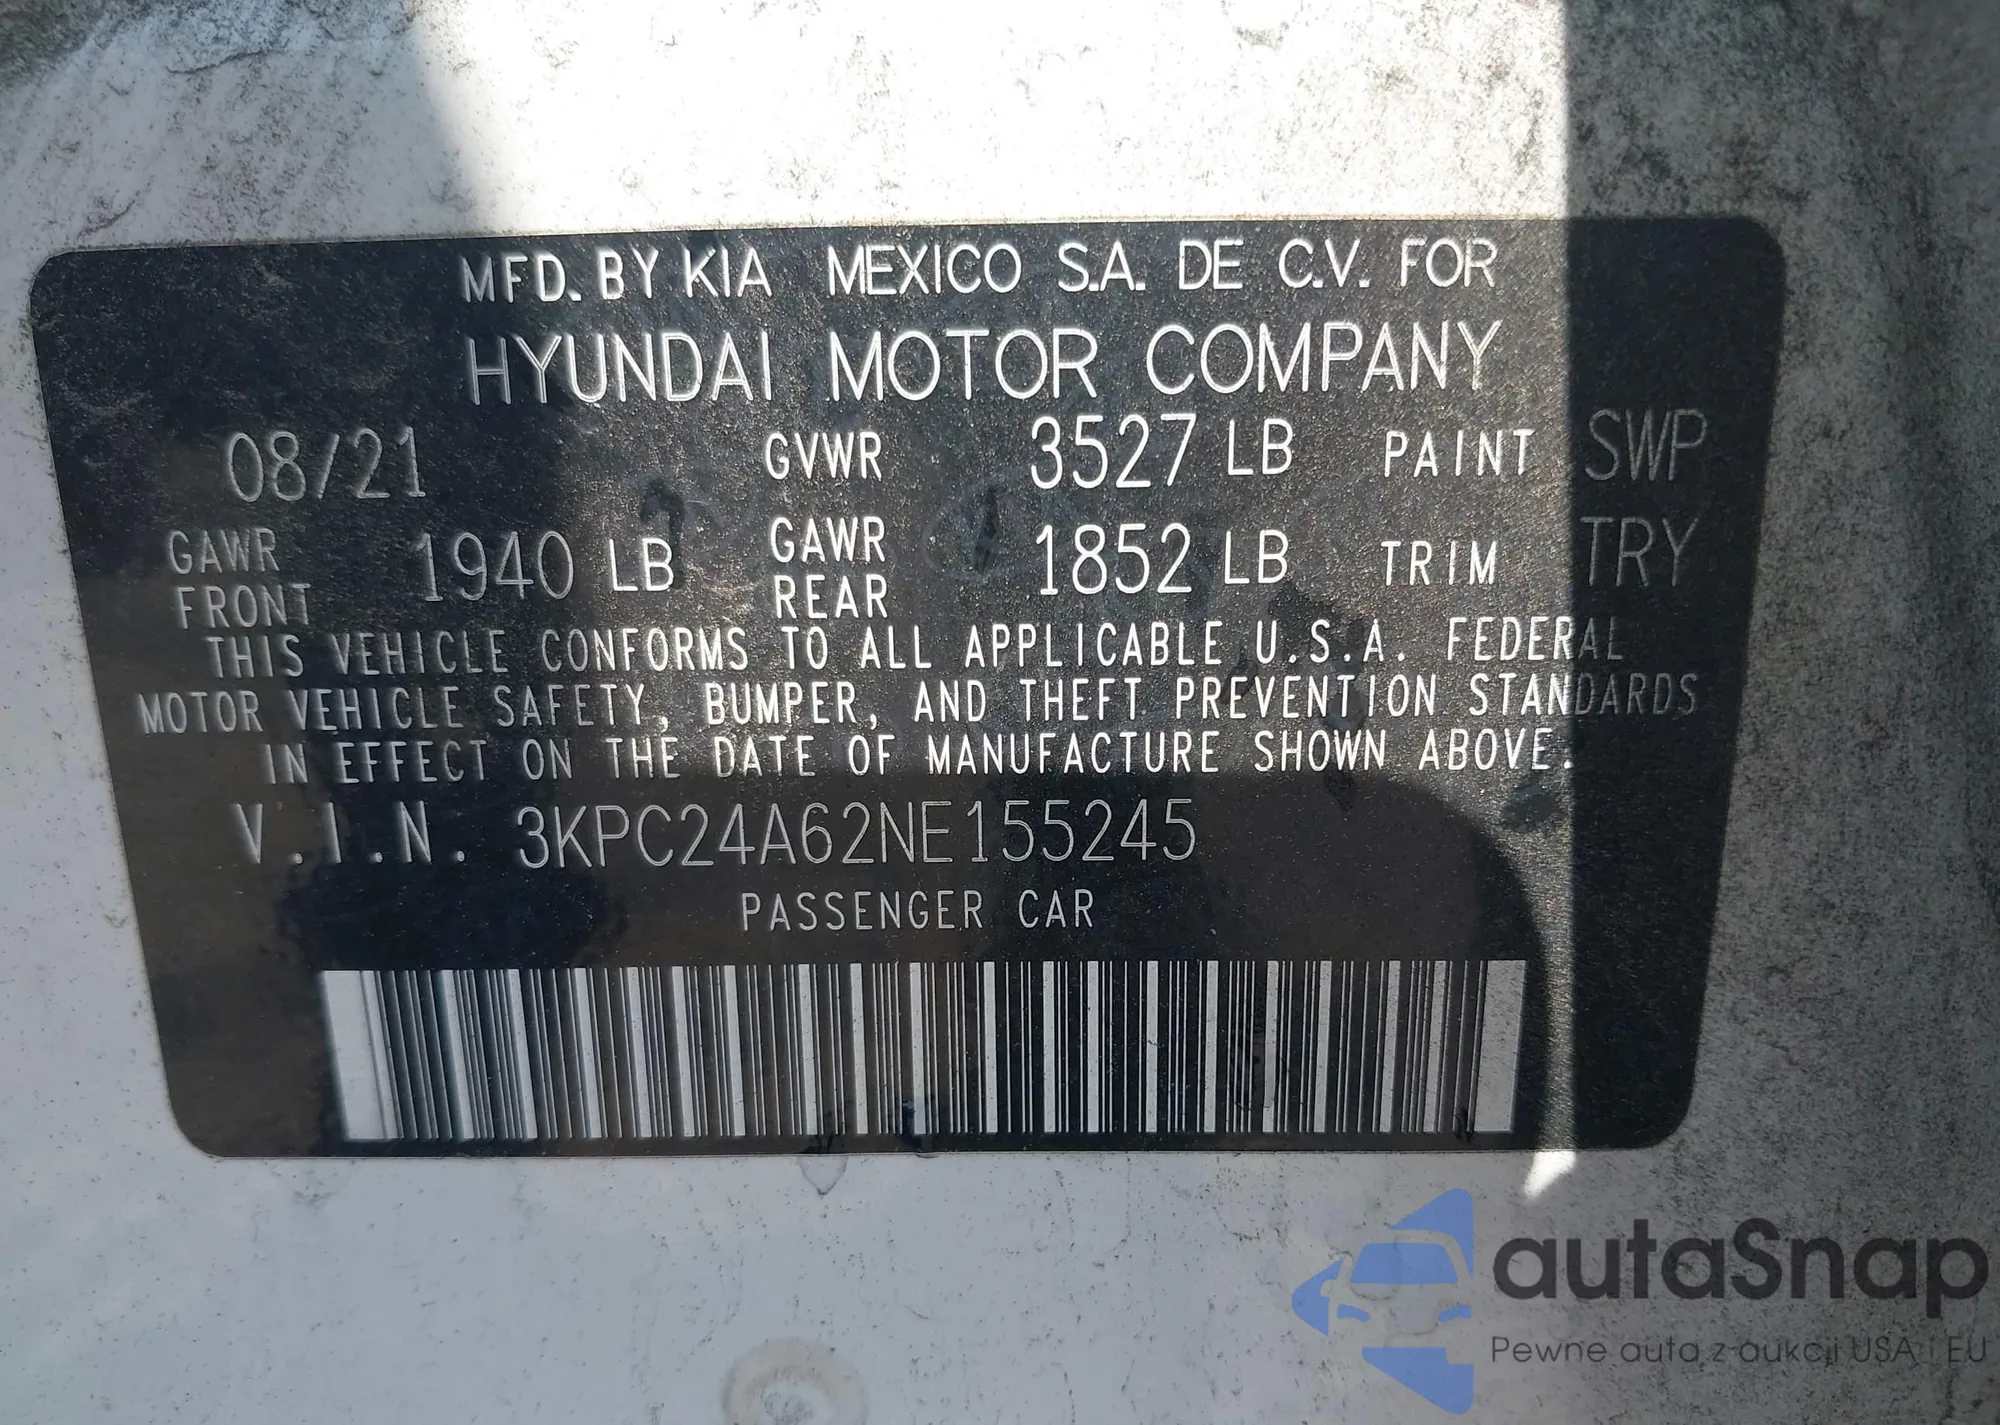 MFD. BY KIA MEXICO S.A. DE C.V. FOR
HYUNDAI MOTOR COMPANY
08/21 GVWR 3527 LB PAINT SWP
GAWR FRONT 1940 LB GAWR REAR 1852 LB TRIM TRY
THIS VEHICLE CONFORMS TO ALL APPLICABLE U.S.A. FEDERAL
MOTOR VEHICLE SAFETY, BUMPER, AND THEFT PREVENTION STANDARDS
IN EFFECT ON THE DATE OF MANUFACTURE SHOWN ABOVE.
V.I.N. 3KPC24A62NE155245
PASSENGER CAR
autaSnap
Pewne auta z aukcji USA i EU